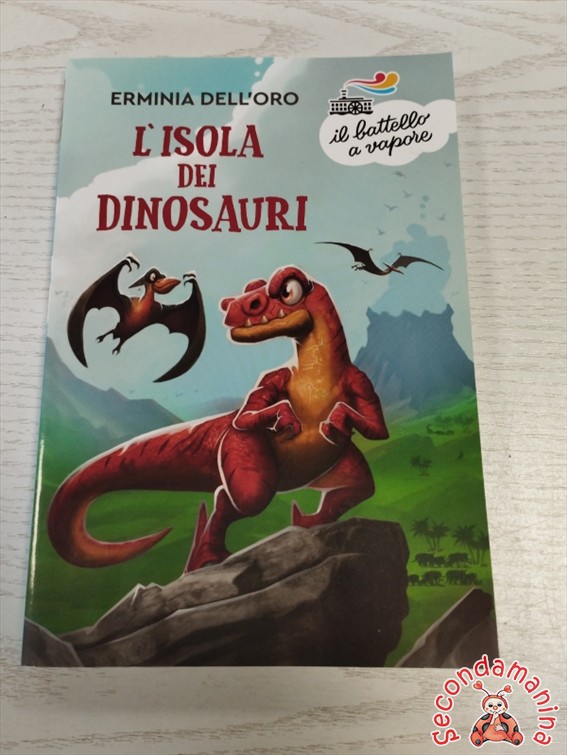 ERMINIA DELL'ORO
il battello
a vapore
L'ISOLA
DEI
DINOSAURI
Secondamanina